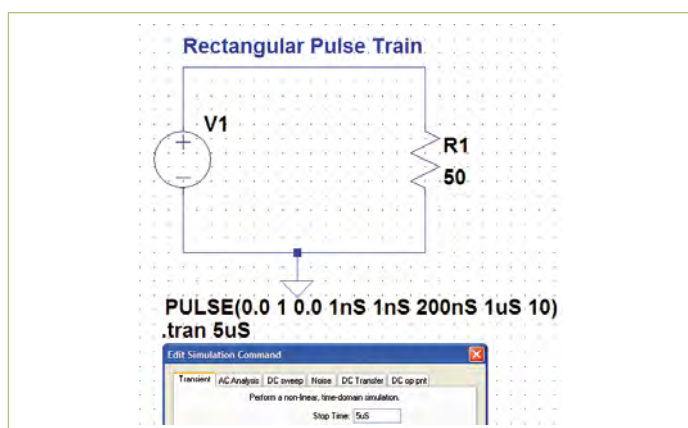 Rectangular Pulse Train
V1
R1
50
PULSE(0.0 1 0.0 1nS 1nS 200nS 1uS 10)
.tran 5uS
Edit Simulation Command
Transient AC Analysis DC sweep Noise DC Transfer DC op pnt
Perform a non-linear, time-domain simulation.
Stop Time: 5uS